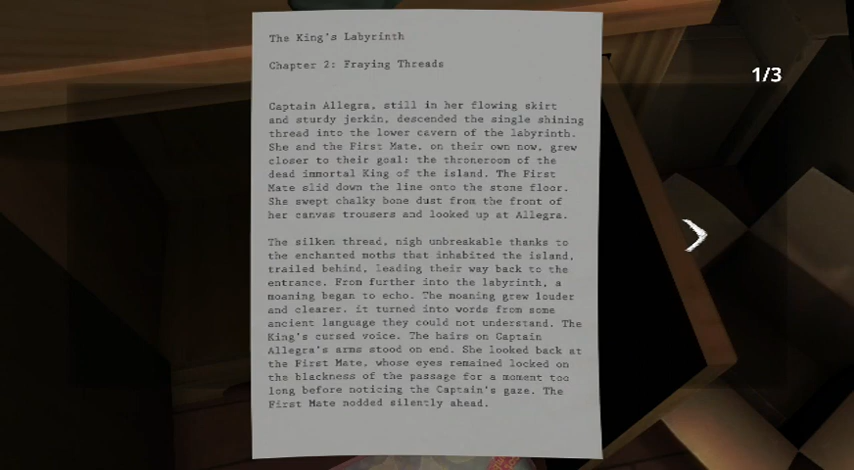 The King's Labyrinth
Chapter 2: Fraying Threads
1/3
Captain Allegra, still in her flowing skirt
and sturdy jerkin, descended the single shining
thread into the lower cavern of the labyrinth.
She and the First Mate, on their own now, grew
closer to their goal: the throneroom of the
dead immortal King of the island. The First
Mate slid down the line onto the stone floor.
She swept chalky bone dust from the front of
her canvas trousers and looked up at Allegra.
The silken thread, nigh unbreakable thanks to
the enchanted moths that inhabited the island,
trailed behind, leading their way back to the
entrance. From further into the labyrinth, a
moaning began to echo. The moaning grew louder
and clearer. it turned into words from some
ancient language they could not understand. The
King's cursed voice. The hairs on Captain
Allegra's arms stood on end. She looked back at
the First Mate, whose eyes remained locked on
the blackness of the passage for a moment too
long before noticing the Captain's gaze. The
First Mate nodded silently ahead.